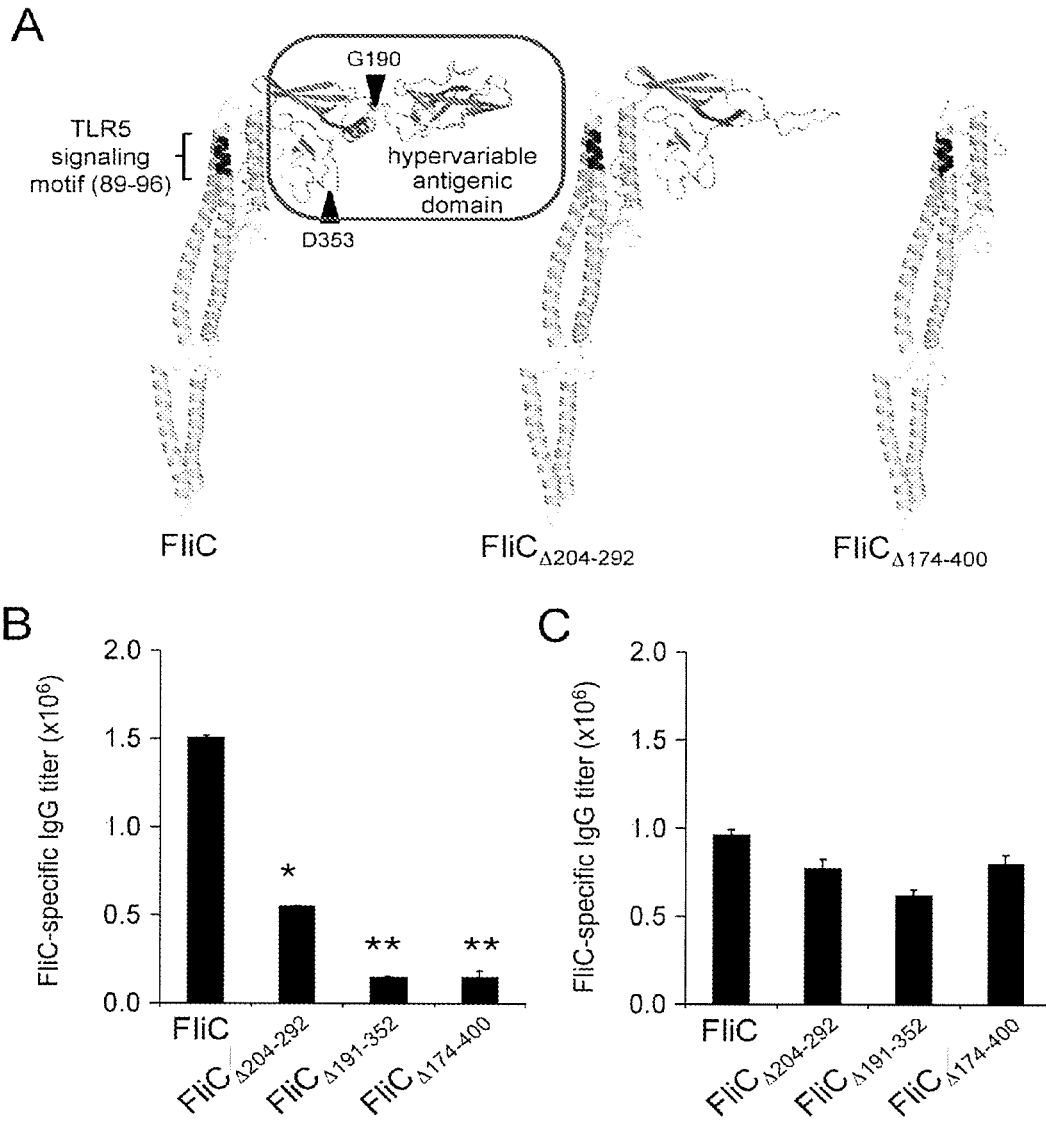 A
G190
TLR5
signaling
motif (89-96)
hypervariable
antigenic
domain
D353
FliC
FliCΔ204-292
FliCΔ174-400
B
FliC-specific IgG titer (x10⁶)
2.0
1.5
1.0
0.5
0.0
*
**
**
FliC
FliCΔ204-292
FliCΔ191-352
FliCΔ174-400
C
FliC-specific IgG titer (x10⁶)
2.0
1.5
1.0
0.5
0.0
FliC
FliCΔ204-292
FliCΔ191-352
FliCΔ174-400